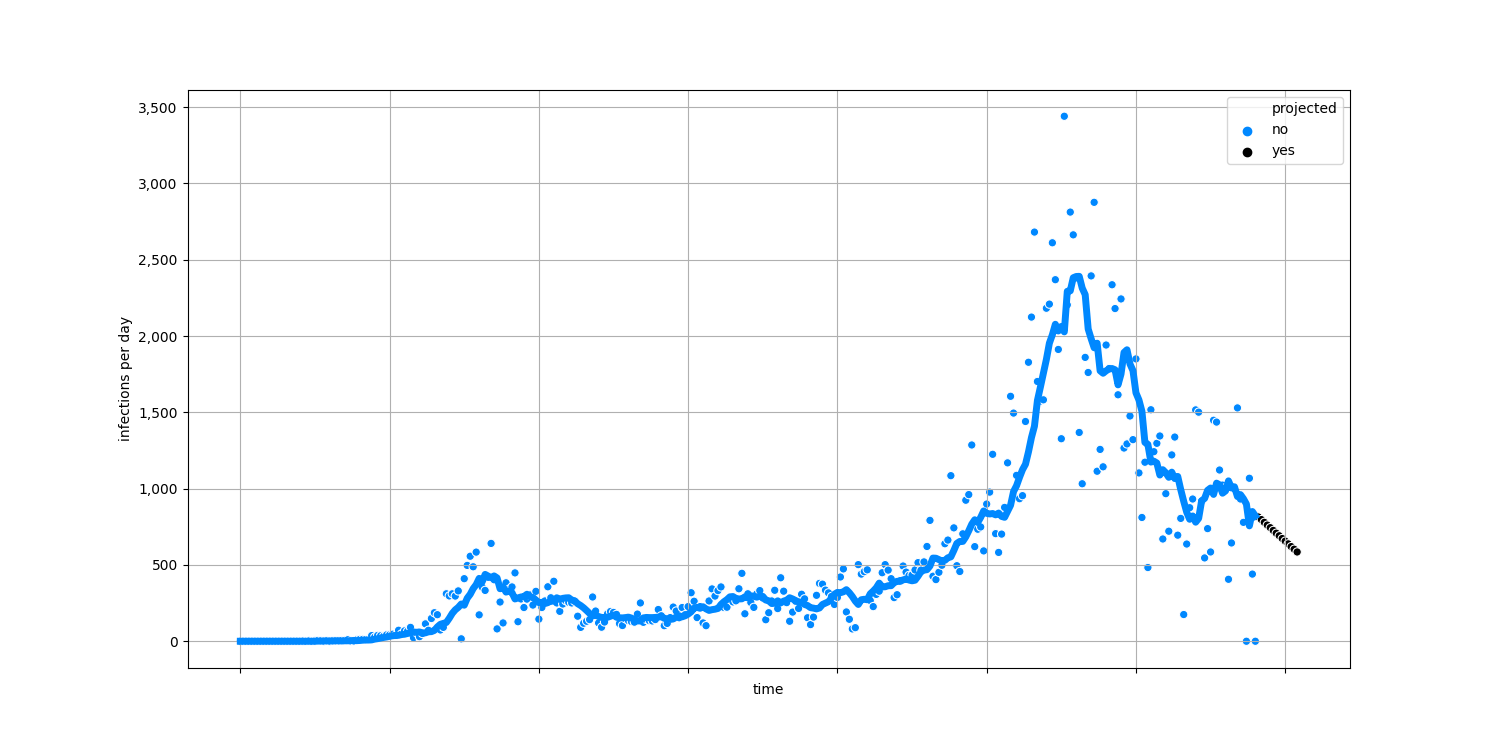 3,500
3,000
2,500
2,000
1,500
1,000
500
0
infections per day
time
projected
no
yes